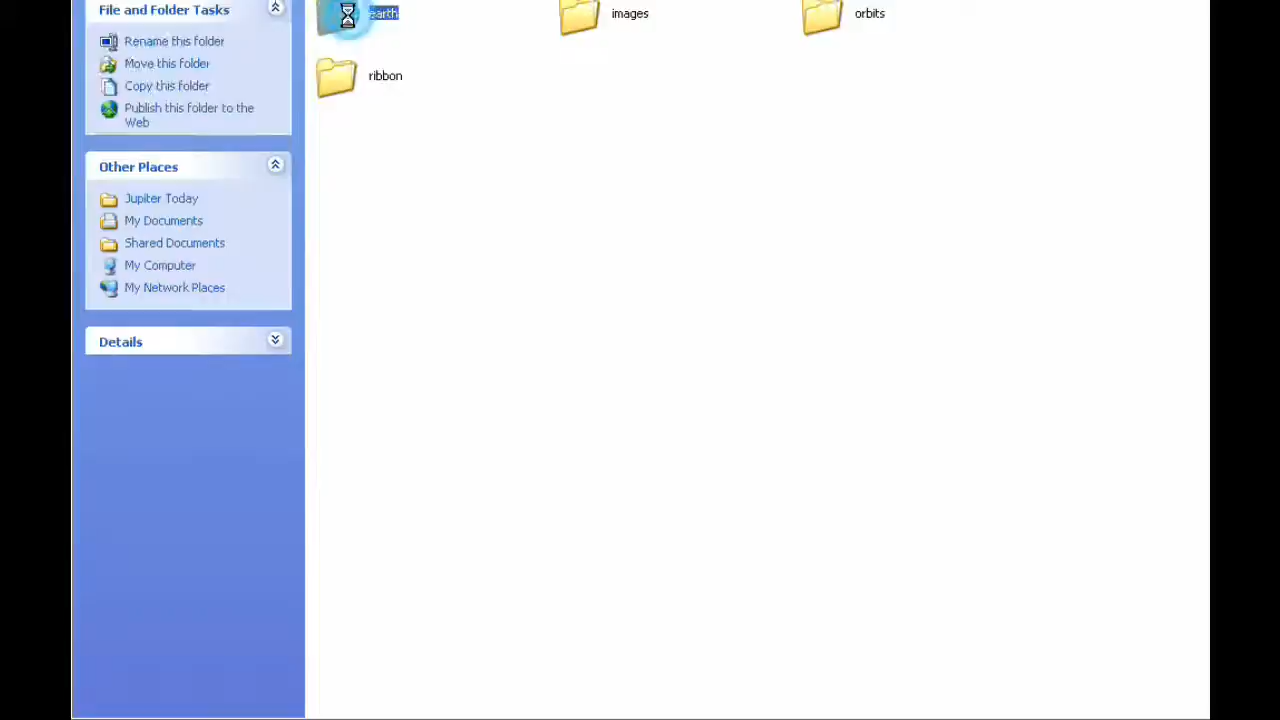 File and Folder Tasks
Rename this folder
Move this folder
Copy this folder
Publish this folder to the
Web
Other Places
Jupiter Today
My Documents
Shared Documents
My Computer
My Network Places
Details
earth
images
orbits
ribbon